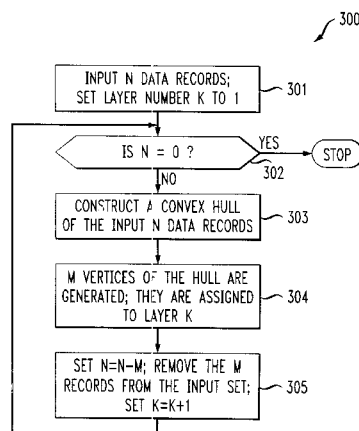 300
INPUT N DATA RECORDS;
SET LAYER NUMBER K TO 1
301
IS N = 0 ?
YES
STOP
302
NO
CONSTRUCT A CONVEX HULL
OF THE INPUT N DATA RECORDS
303
M VERTICES OF THE HULL ARE
GENERATED; THEY ARE ASSIGNED
TO LAYER K
304
SET N=N-M; REMOVE THE M
RECORDS FROM THE INPUT SET;
SET K=K+1
305